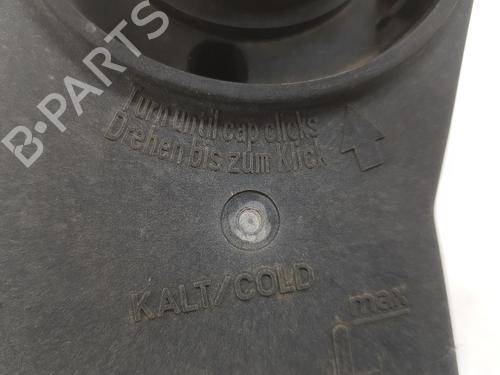 B-PARTS
Turn until cap clicks
Drehen bis zum Klick
KALT/COLD
max